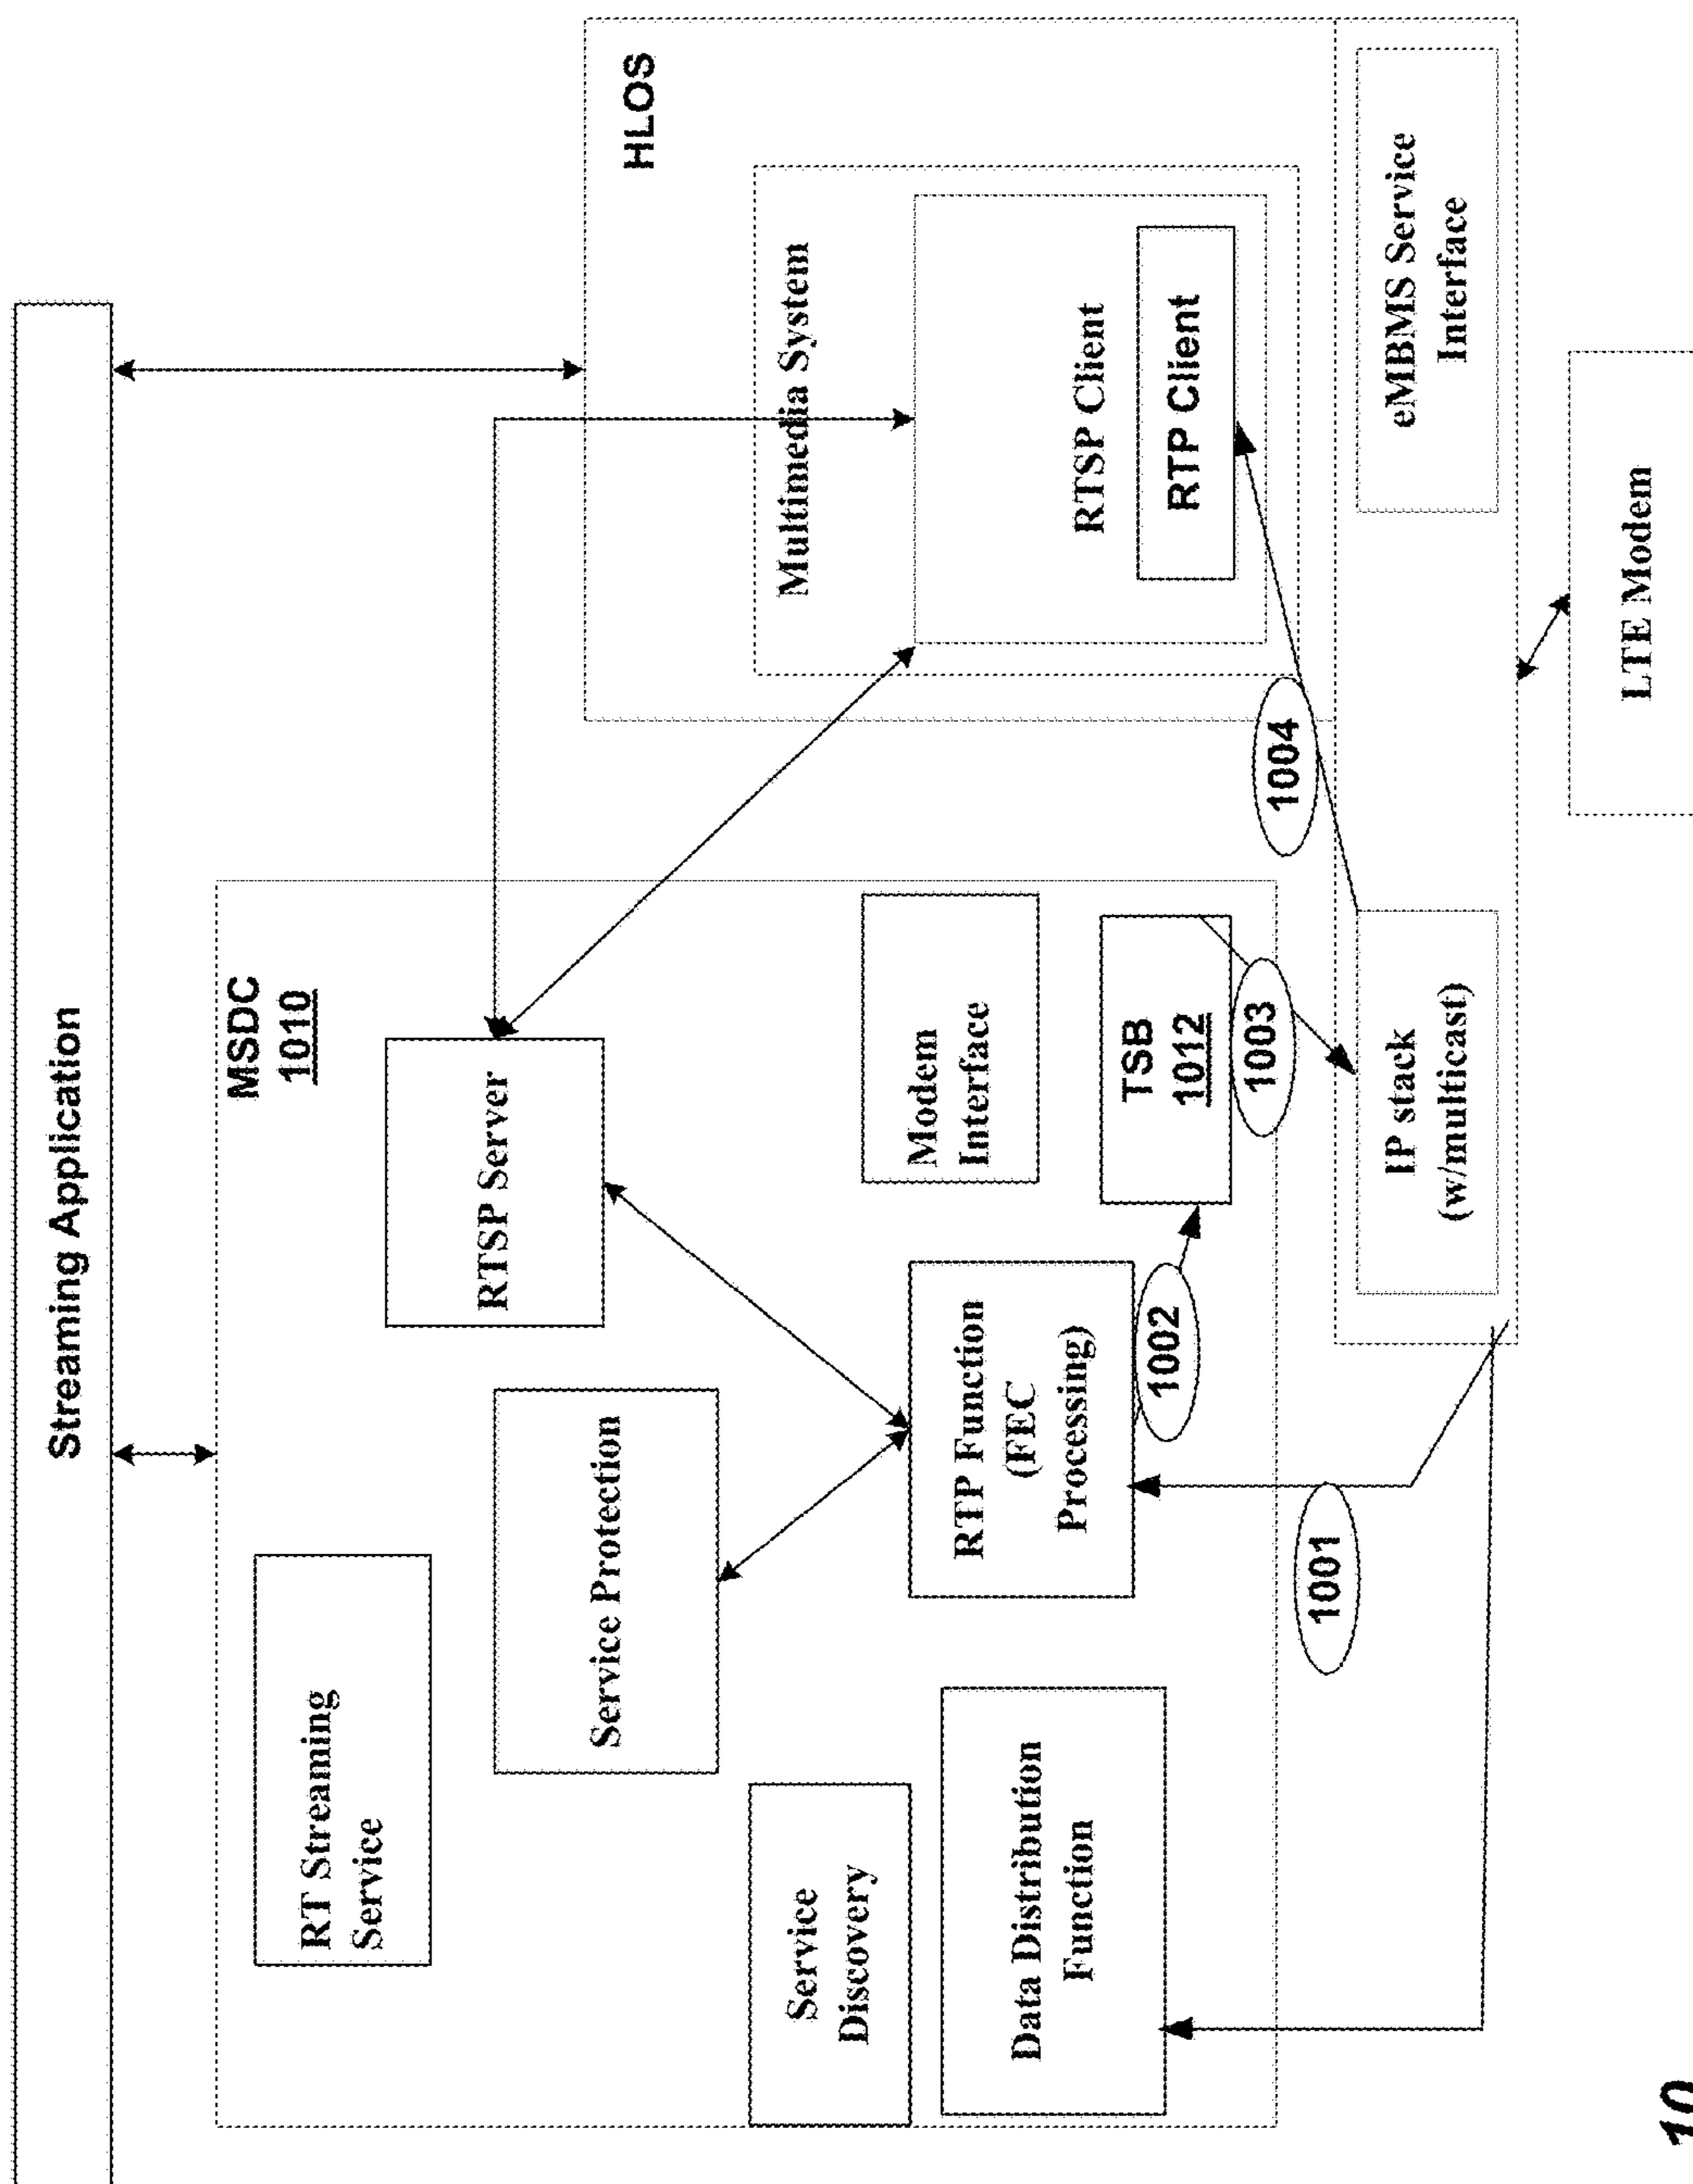 Streaming Application
MSDC
1010
HLOS
RT Streaming
Service
RTSP Server
Service Protection
Multimedia System
Service
Discovery
Modem
Interface
Data Distribution
Function
RTP Function
(FEC
Processing)
TSB
1012
RTSP Client
RTP Client
1001
1002
1003
1004
IP stack
(w/multicast)
eMBMS Service
Interface
LTE Modem
10